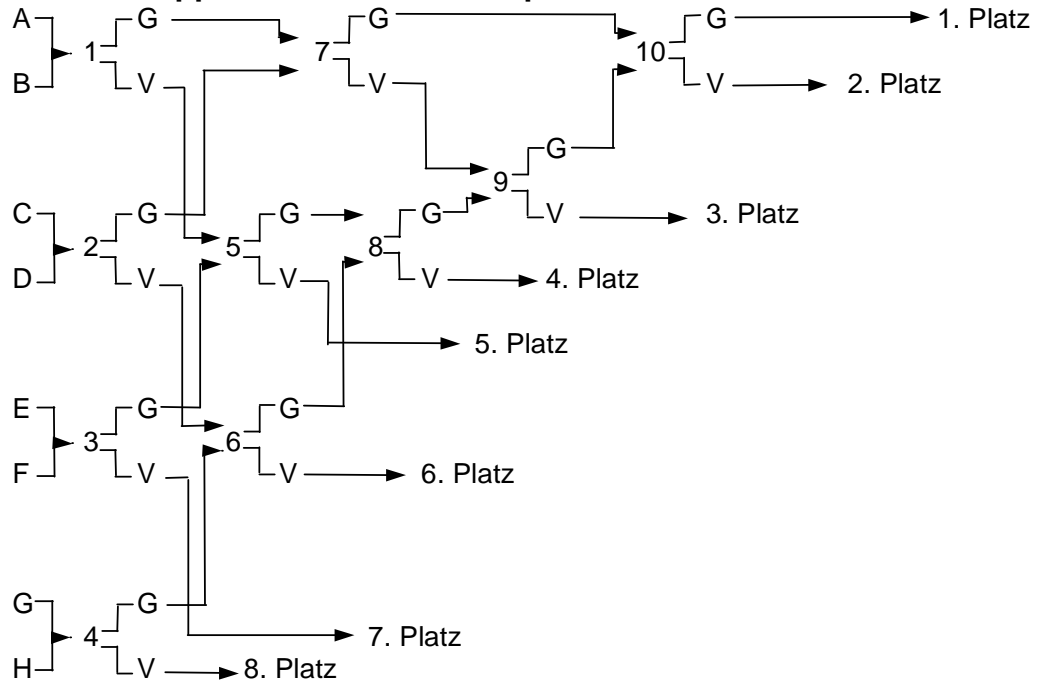 A G G G 1. Platz
1 7 10
B V V V 2. Platz
G
9
C G G G V 3. Platz
2 5 8
D V V V 4. Platz
5. Platz
E G G
3 6
F V V 6. Platz
G G
4 7. Platz
H V 8. Platz